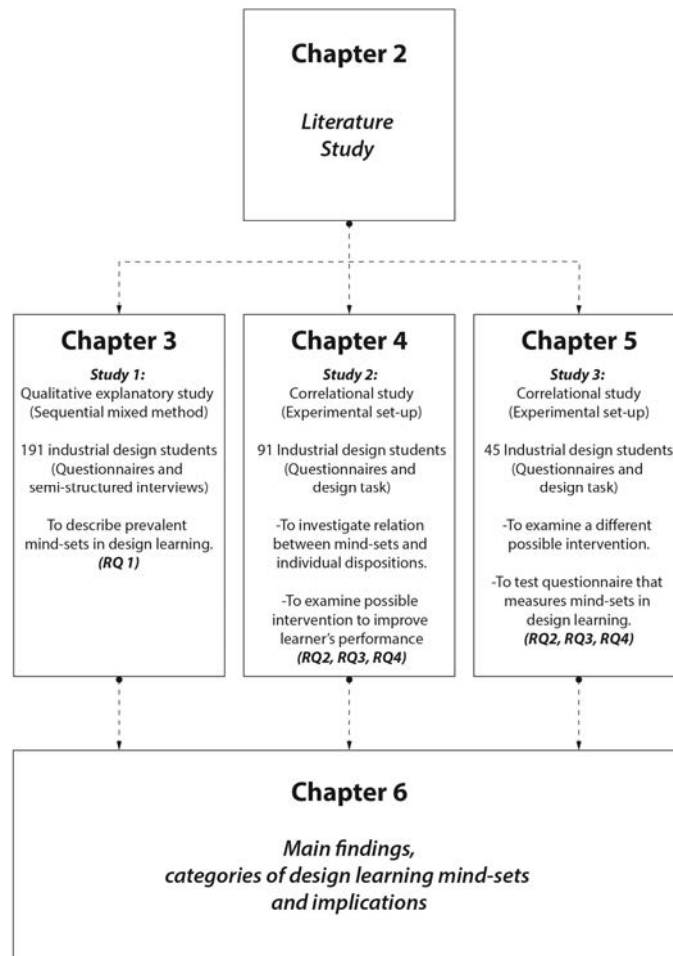 Chapter 2
Literature
Study
Chapter 3
Study 1:
Qualitative explanatory study
(Sequential mixed method)
191 industrial design students
(Questionnaires and
semi-structured interviews)
To describe prevalent
mind-sets in design learning.
(RQ 1)
Chapter 4
Study 2:
Correlational study
(Experimental set-up)
91 Industrial design students
(Questionnaires and
design task)
-To investigate relation
between mind-sets and
individual dispositions.
-To examine possible
intervention to improve
learner's performance
(RQ2, RQ3, RQ4)
Chapter 5
Study 3:
Correlational study
(Experimental set-up)
45 Industrial design students
(Questionnaires and
design task)
-To examine a different
possible intervention.
-To test questionnaire that
measures mind-sets in
design learning.
(RQ2, RQ3, RQ4)
Chapter 6
Main findings,
categories of design learning mind-sets
and implications